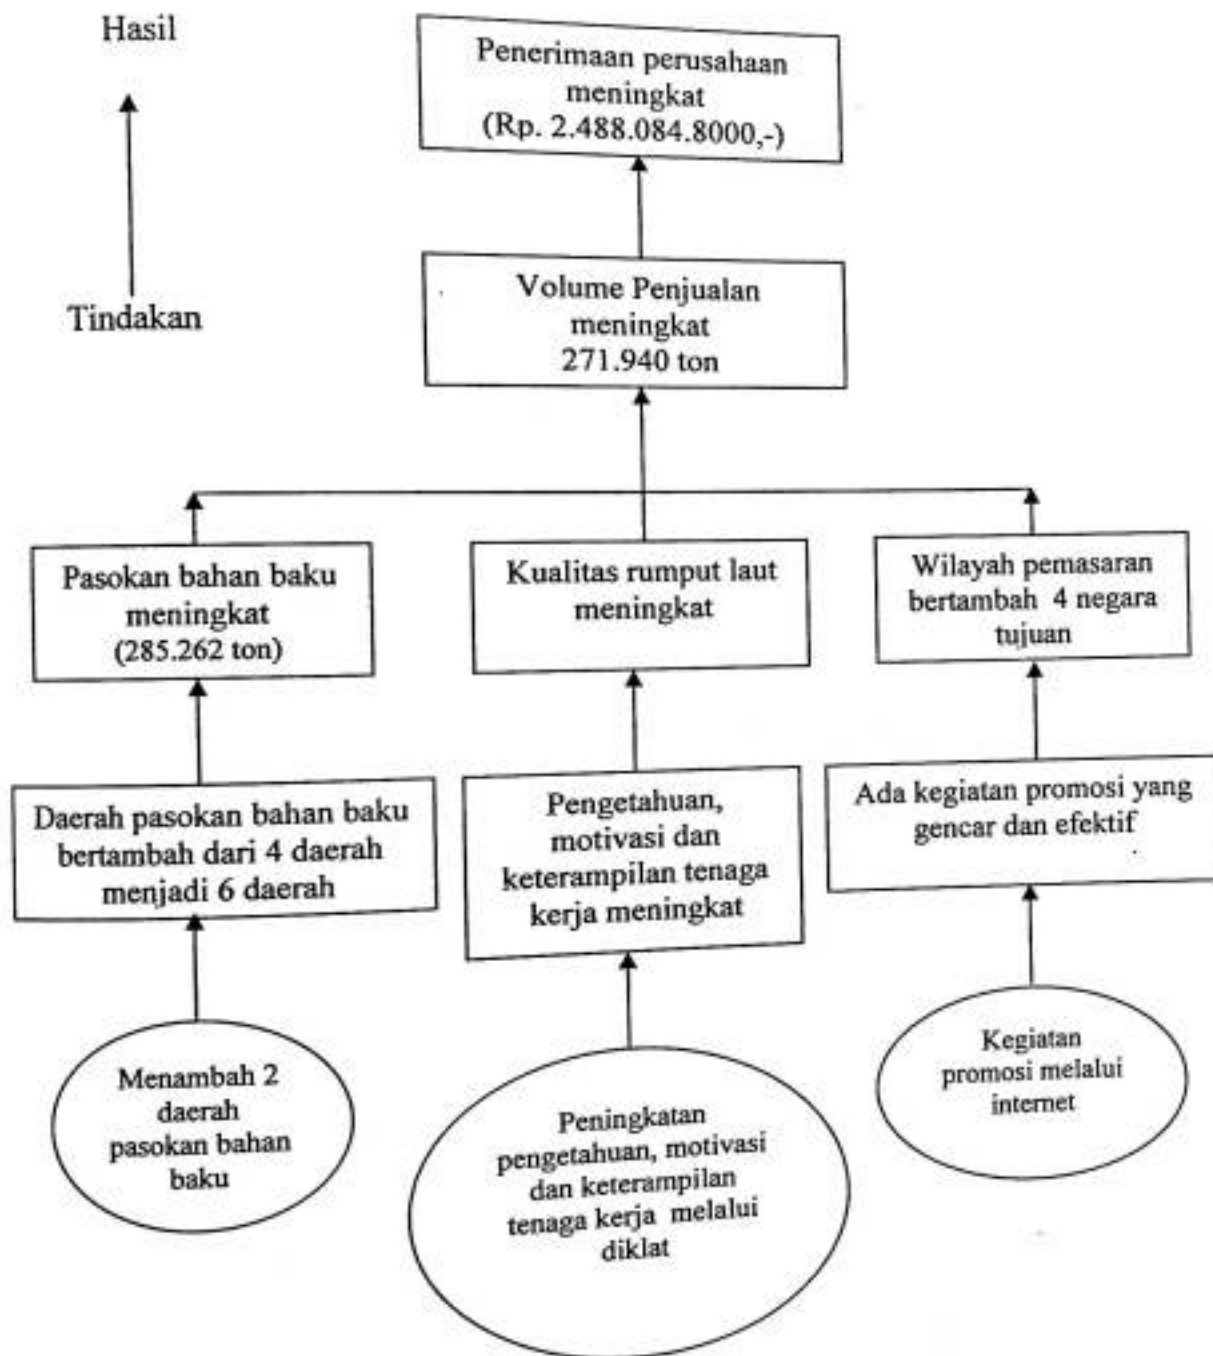 Hasil
Penerimaan perusahaan
meningkat
(Rp. 2.488.084.8000,-)
Tindakan
Volume Penjualan
meningkat
271.940 ton
Pasokan bahan baku
meningkat
(285.262 ton)
Kualitas rumput laut
meningkat
Wilayah pemasaran
bertambah 4 negara
tujuan
Daerah pasokan bahan baku
bertambah dari 4 daerah
menjadi 6 daerah
Pengetahuan,
motivasi dan
keterampilan tenaga
kerja meningkat
Ada kegiatan promosi yang
gencar dan efektif
Menambah 2
daerah
pasokan bahan
baku
Peningkatan
pengetahuan, motivasi
dan keterampilan
tenaga kerja melalui
diklat
Kegiatan
promosi melalui
internet